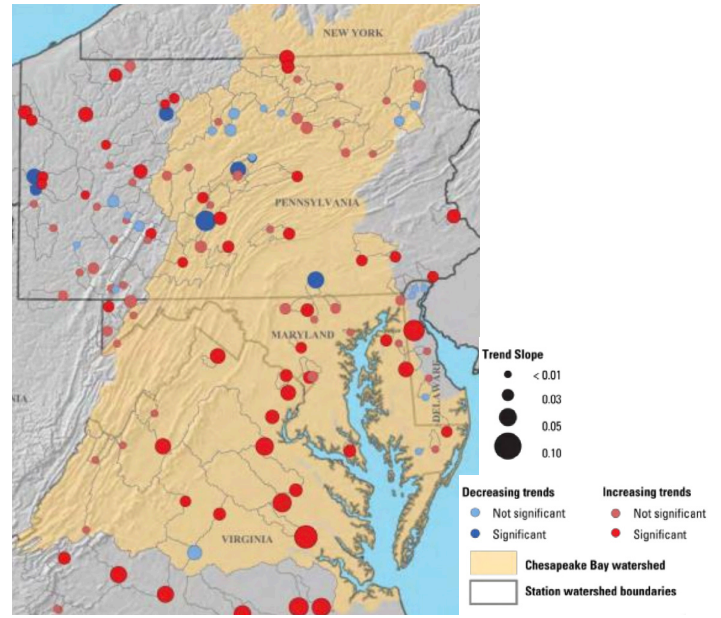 NEW YORK
PENNSYLVANIA
MARYLAND
DELAWARE
NIA
VIRGINIA
Trend Slope
< 0.01
0.03
0.05
0.10
Decreasing trends
Not significant
Significant
Increasing trends
Not significant
Significant
Chesapeake Bay watershed
Station watershed boundaries